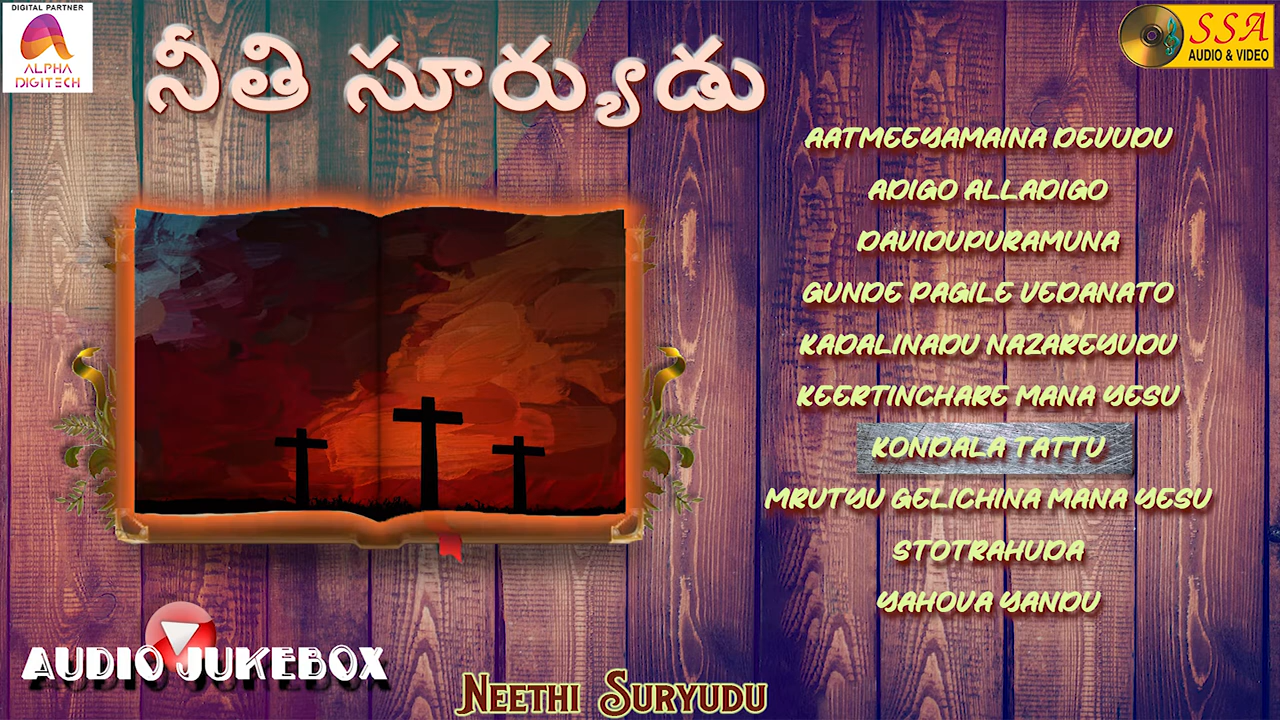 DIGITAL PARTNER
ALPHA
DIGITECH
నీతి సూర్యుడు
SSA
AUDIO & VIDEO
AATMEEYAMAINA DEVUDU
ADIGO ALLADIGO
DAVIDUPURAMUNA
GUNDE PAGILE VEDANATO
KADALINADU NAZAREYUDU
KEERTINCHARE MANA YESU
KONDALA TATTU
MRUTYU GELICHINA MANA YESU
STOTRAHUDA
YAHOVA YANDU
AUDIO JUKEBOX
NEETHI SURYUDU